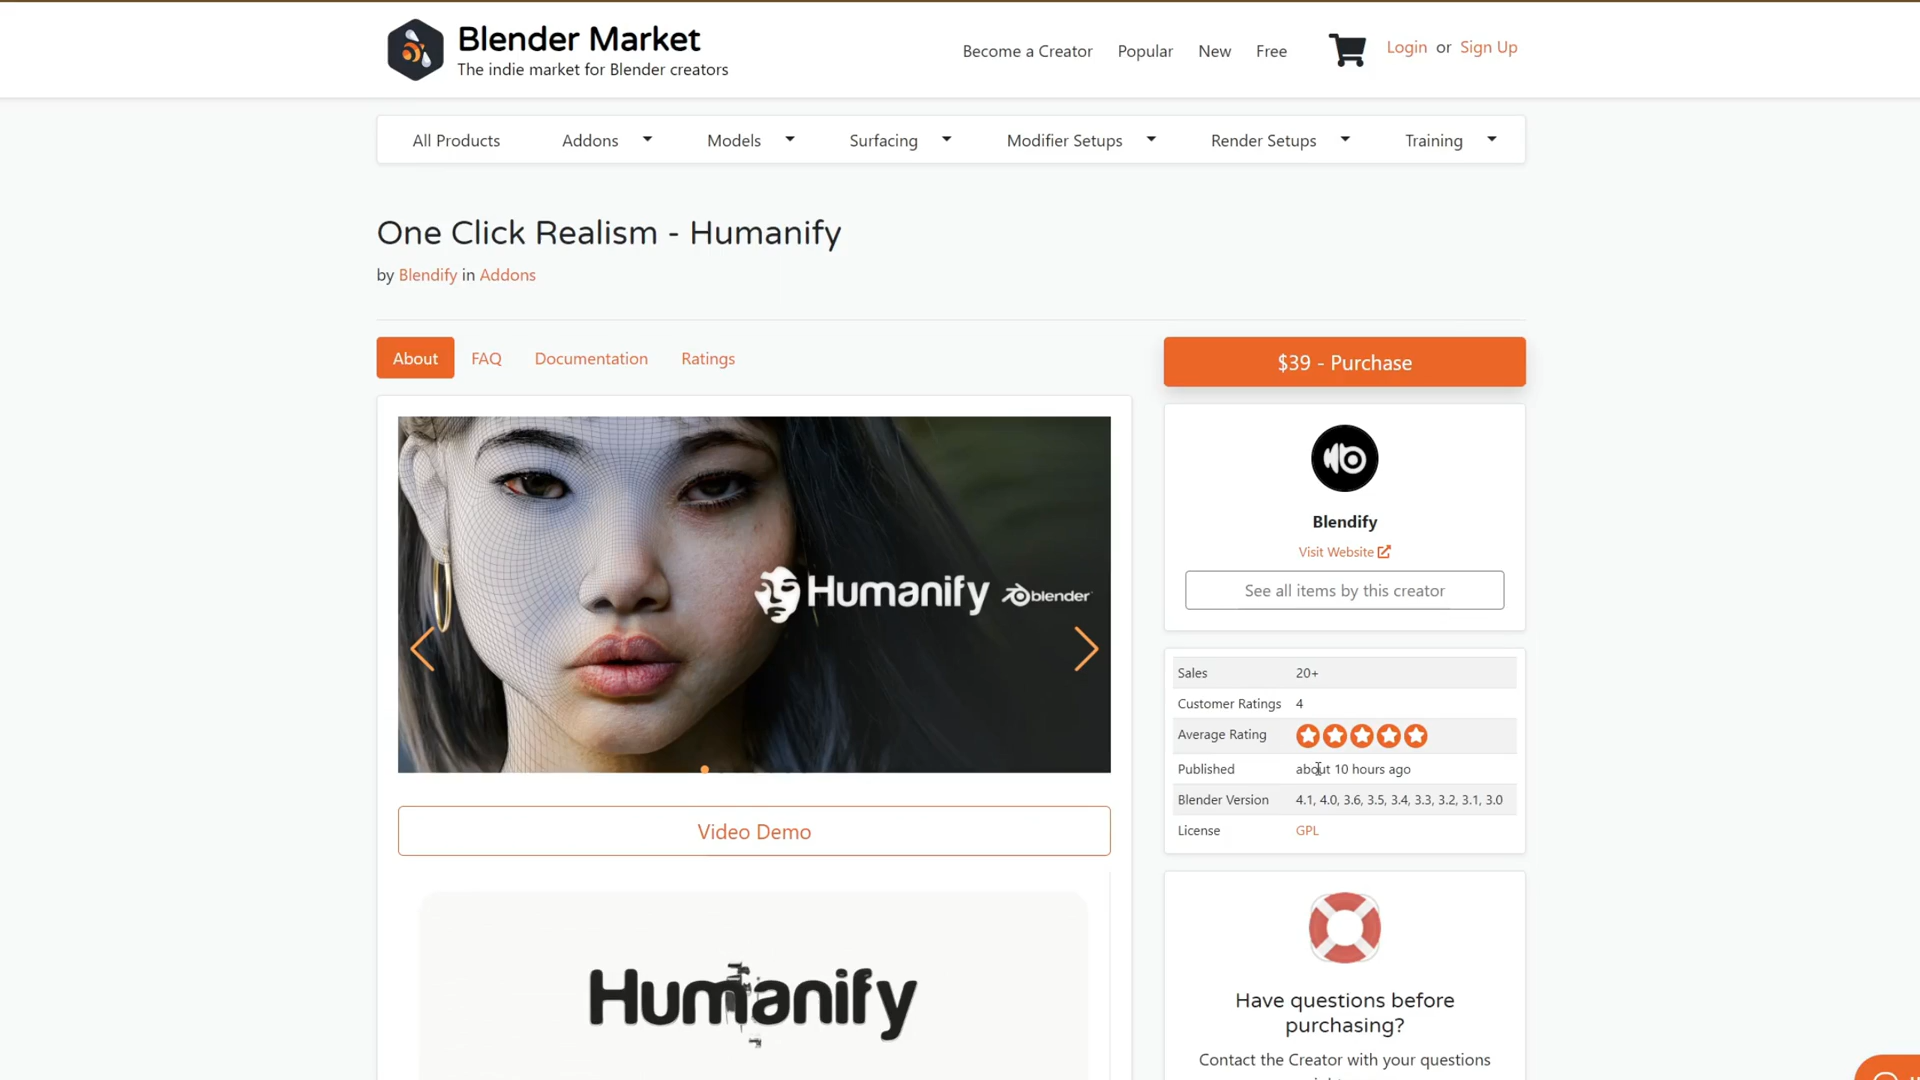 Blender Market
The indie market for Blender creators
Become a Creator Popular New Free Login or Sign Up
All Products Addons Models Surfacing Modifier Setups Render Setups Training
One Click Realism - Humanify
by Blendify in Addons
About FAQ Documentation Ratings
$39 - Purchase
Humanify blender
Blendify
Visit Website
See all items by this creator
Sales 20+
Customer Ratings 4
Average Rating
Published about 10 hours ago
Blender Version 4.1, 4.0, 3.6, 3.5, 3.4, 3.3, 3.2, 3.1, 3.0
License GPL
Video Demo
Humanify
Have questions before
purchasing?
Contact the Creator with your questions